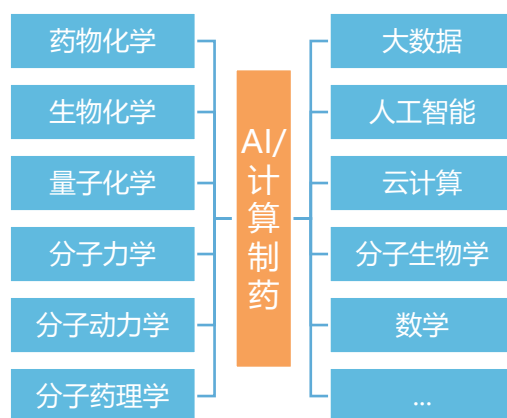 药物化学
生物化学
量子化学
分子力学
分子动力学
分子药理学
AI/
计
算
制
药
大数据
人工智能
云计算
分子生物学
数学
...